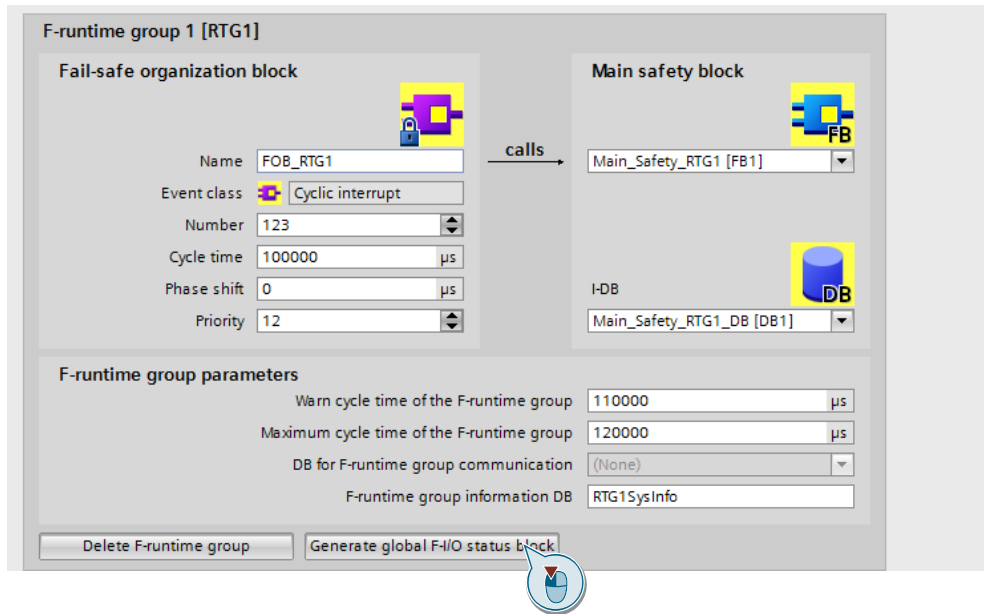 F-runtime group 1 [RTG1]
Fail-safe organization block
Main safety block
FB
calls
Name FOB_RTG1
Main_Safety_RTG1 [FB1]
Event class Cyclic interrupt
Number 123
Cycle time 100000 µs
Phase shift 0 µs
I-DB
DB
Priority 12
Main_Safety_RTG1_DB [DB1]
F-runtime group parameters
Warn cycle time of the F-runtime group 110000 µs
Maximum cycle time of the F-runtime group 120000 µs
DB for F-runtime group communication (None)
F-runtime group information DB RTG1SysInfo
Delete F-runtime group Generate global F-I/O status block